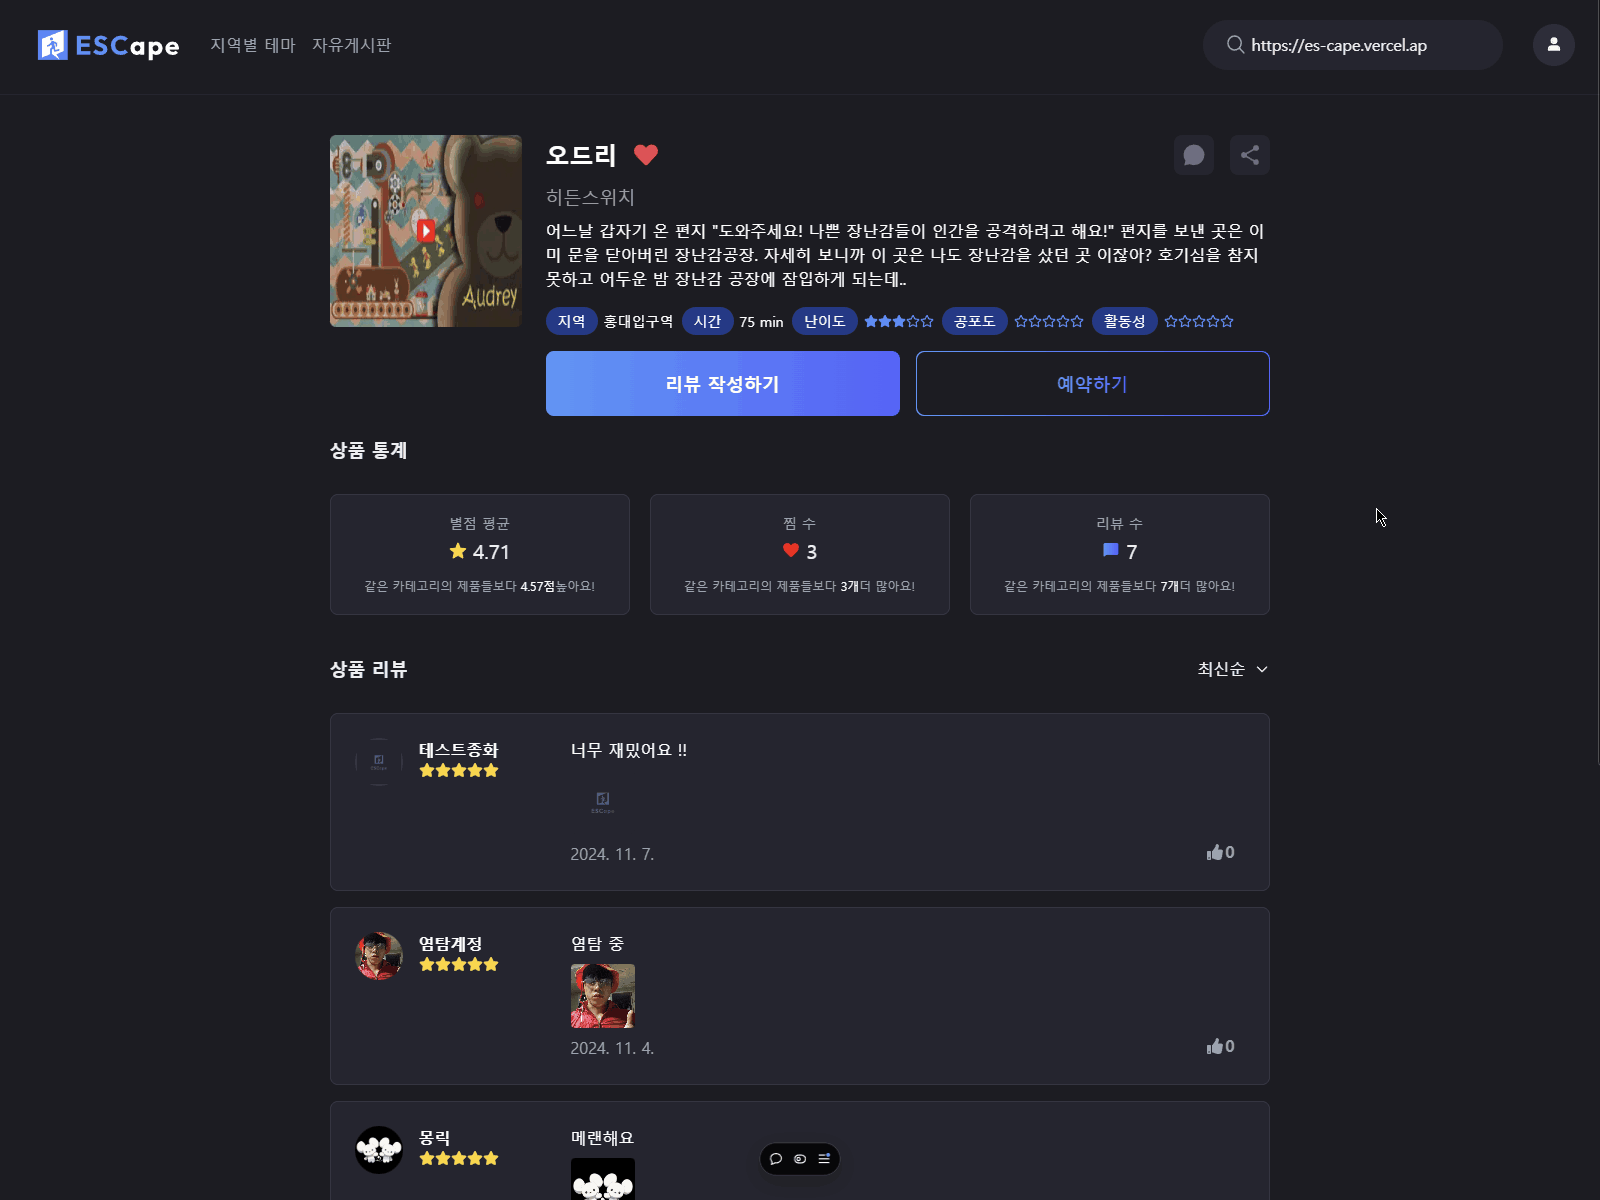 ESCape 지역별 테마 자유게시판 https://es-cape.vercel.ap
Audrey
오드리
히든스위치
어느날 갑자기 온 편지 "도와주세요! 나쁜 장난감들이 인간을 공격하려고 해요!" 편지를 보낸 곳은 이
미 문을 닫아버린 장난감공장. 자세히 보니까 이 곳은 나도 장난감을 샀던 곳 이잖아? 호기심을 참지
못하고 어두운 밤 장난감 공장에 잠입하게 되는데..
지역 홍대입구역 시간 75 min 난이도 공포도 활동성
리뷰 작성하기 예약하기
상품 통계
별점 평균 찜 수 리뷰 수
4.71 3 7
같은 카테고리의 제품들보다 4.57점높아요! 같은 카테고리의 제품들보다 3개더 많아요! 같은 카테고리의 제품들보다 7개더 많아요!
상품 리뷰 최신순
테스트종화 너무 재밌어요 !!
ESCape
2024. 11. 7. 0
염탐계정 염탐 중
2024. 11. 4. 0
몽릭 메랜해요